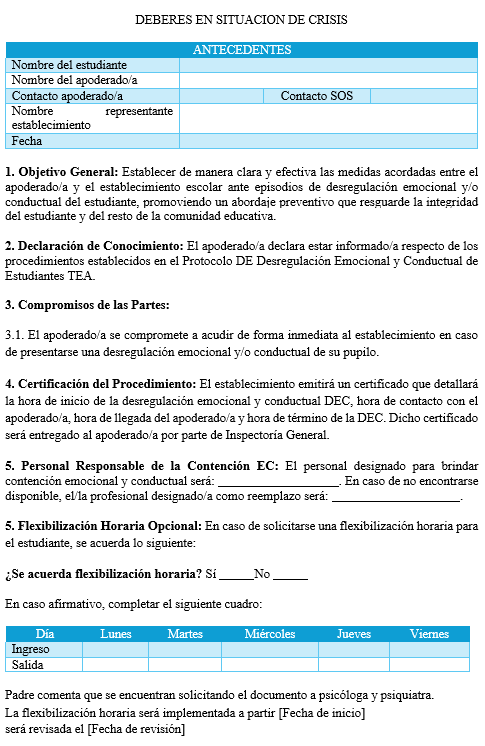 DEBERES EN SITUACION DE CRISIS
ANTECEDENTES
Nombre del estudiante
Nombre del apoderado/a
Contacto apoderado/a Contacto SOS
Nombre representante
establecimiento
Fecha
1. Objetivo General: Establecer de manera clara y efectiva las medidas acordadas entre el
apoderado/a y el establecimiento escolar ante episodios de desregulación emocional y/o
conductual del estudiante, promoviendo un abordaje preventivo que resguarde la integridad
del estudiante y del resto de la comunidad educativa.
2. Declaración de Conocimiento: El apoderado/a declara estar informado/a respecto de los
procedimientos establecidos en el Protocolo DE Desregulación Emocional y Conductual de
Estudiantes TEA.
3. Compromisos de las Partes:
3.1. El apoderado/a se compromete a acudir de forma inmediata al establecimiento en caso
de presentarse una desregulación emocional y/o conductual de su pupilo.
4. Certificación del Procedimiento: El establecimiento emitirá un certificado que detallará
la hora de inicio de la desregulación emocional y conductual DEC, hora de contacto con el
apoderado/a, hora de llegada del apoderado/a y hora de término de la DEC. Dicho certificado
será entregado al apoderado/a por parte de Inspectoría General.
5. Personal Responsable de la Contención EC: El personal designado para brindar
contención emocional y conductual será: ____________________. En caso de no encontrarse
disponible, el/la profesional designado/a como reemplazo será: _____________________.
5. Flexibilización Horaria Opcional: En caso de solicitarse una flexibilización horaria para
el estudiante, se acuerda lo siguiente:
¿Se acuerda flexibilización horaria? Sí ______No ______
En caso afirmativo, completar el siguiente cuadro:
Día Lunes Martes Miércoles Jueves Viernes
Ingreso
Salida
Padre comenta que se encuentran solicitando el documento a psicóloga y psiquiatra.
La flexibilización horaria será implementada a partir [Fecha de inicio]
será revisada el [Fecha de revisión]